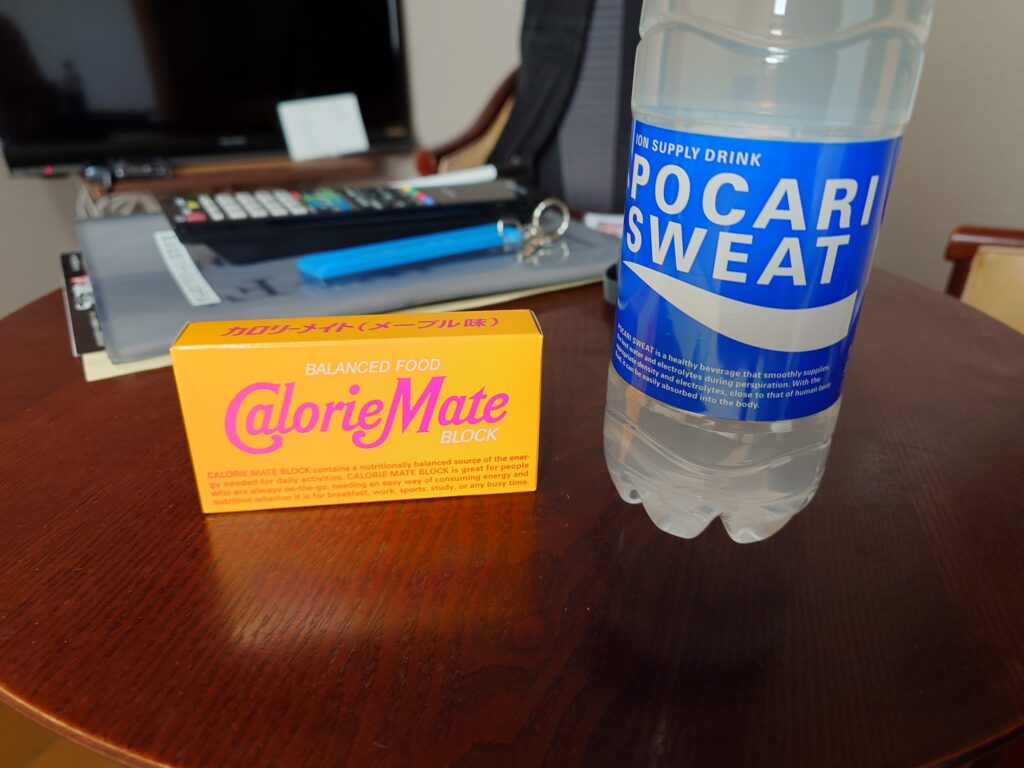 カロリーメイト(メープル味)
BALANCED FOOD
CalorieMate
BLOCK
CALORIE MATE BLOCK contains a nutritionally balanced source of the ener-
gy needed for daily activities. CALORIE MATE BLOCK is great for people
who are always on-the-go, needing an easy way of consuming energy and
nutrition whether it is for breakfast, work, sports, study, or any busy time.
ION SUPPLY DRINK
POCARI
SWEAT
POCARI SWEAT is a healthy beverage that smoothly supplies
the lost water and electrolytes during perspiration. With the
appropriate density and electrolytes, close to that of human body
fluid, it can be easily absorbed into the body.